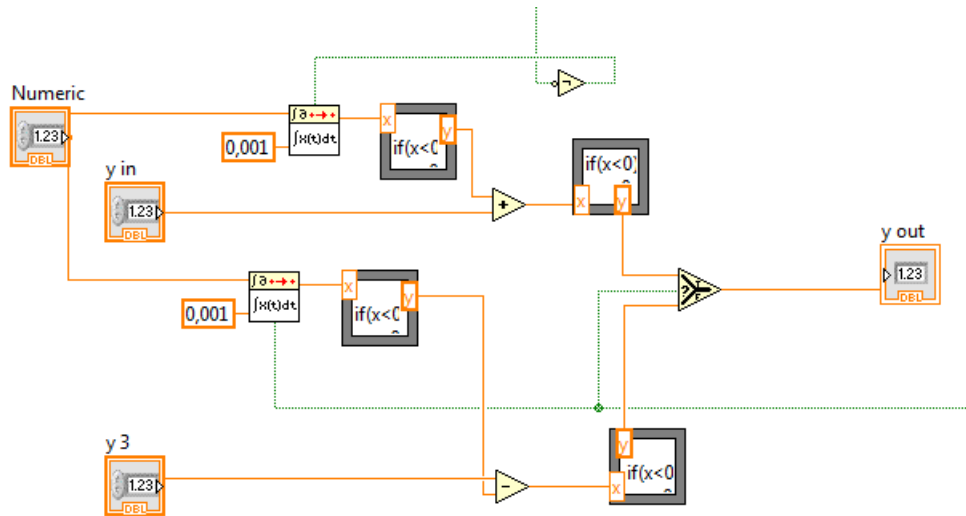 Numeric
1.23
DBL
∫∂
∫x(t)dt
0,001
x
y
if(x<0
y in
1.23
DBL
+
if(x<0)
x
y
y out
1.23
DBL
?
T
F
∫∂
∫x(t)dt
0,001
x
y
if(x<0
y 3
1.23
DBL
-
y
if(x<0
x